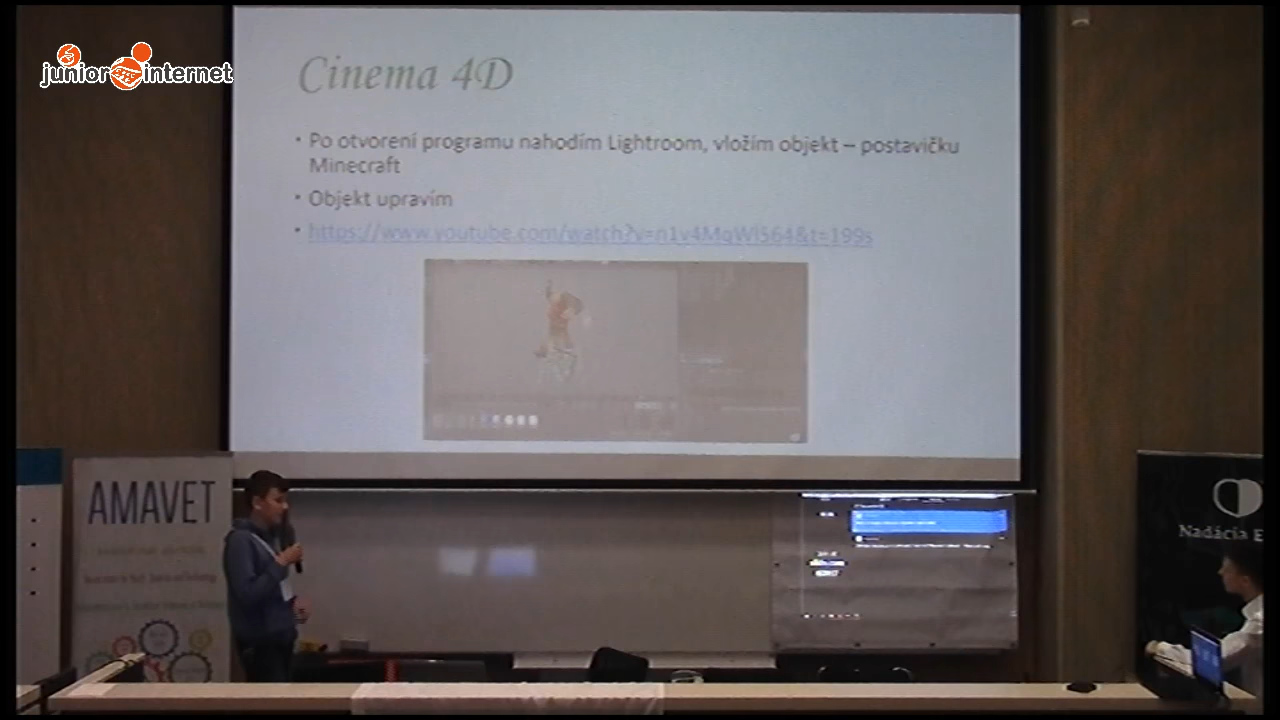 junior internet
Cinema 4D
• Po otvorení programu nahodím Lightroom, vložím objekt – postavičku
Minecraft
• Objekt upravím
• https://www.youtube.com/watch?v=n1v4MqWI564&t=199s
AMAVET
Nadácia E